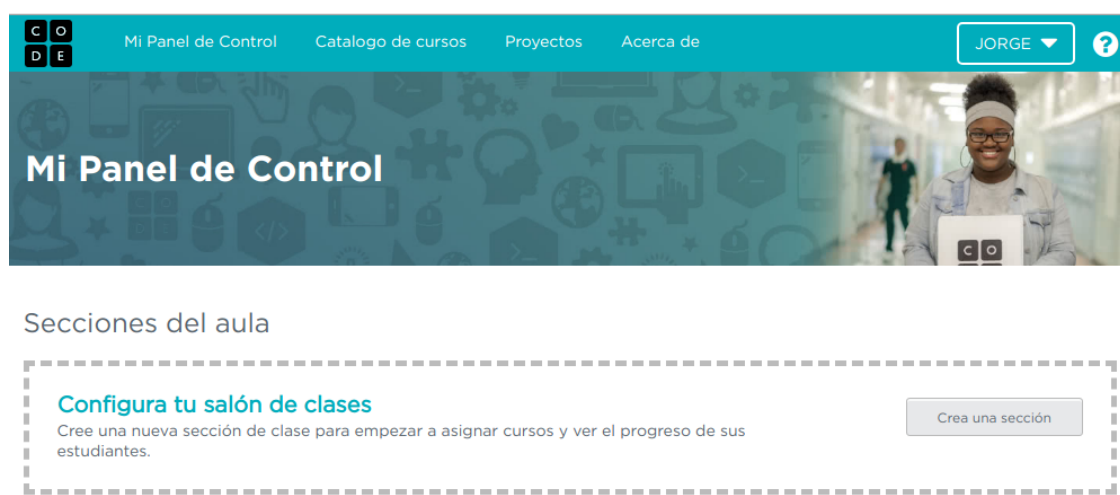 C O
D E
Mi Panel de Control
Catalogo de cursos
Proyectos
Acerca de
JORGE
?
Mi Panel de Control
C O
Secciones del aula
Configura tu salón de clases
Cree una nueva sección de clase para empezar a asignar cursos y ver el progreso de sus
estudiantes.
Crea una sección